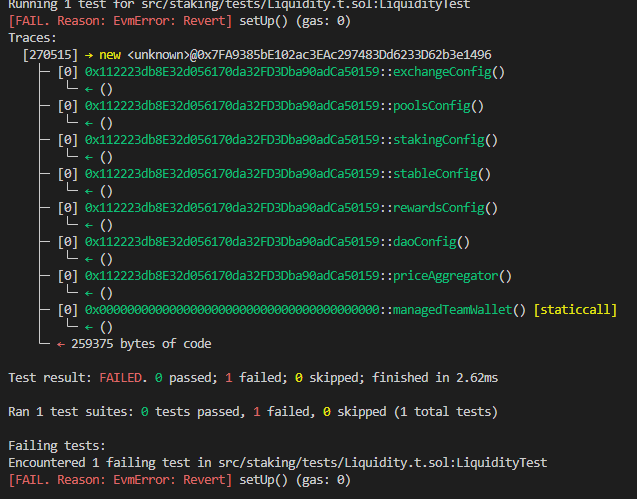 Running 1 test for src/staking/tests/Liquidity.t.sol:LiquidityTest
[FAIL. Reason: EvmError: Revert] setUp() (gas: 0)
Traces:
[270515] → new <unknown>@0x7FA9385bE102ac3EAc297483Dd6233D62b3e1496
├─ [0] 0x112223db8E32d056170da32FD3Dba90adCa50159::exchangeConfig()
│   └─ ← ()
├─ [0] 0x112223db8E32d056170da32FD3Dba90adCa50159::poolsConfig()
│   └─ ← ()
├─ [0] 0x112223db8E32d056170da32FD3Dba90adCa50159::stakingConfig()
│   └─ ← ()
├─ [0] 0x112223db8E32d056170da32FD3Dba90adCa50159::stableConfig()
│   └─ ← ()
├─ [0] 0x112223db8E32d056170da32FD3Dba90adCa50159::rewardsConfig()
│   └─ ← ()
├─ [0] 0x112223db8E32d056170da32FD3Dba90adCa50159::daoConfig()
│   └─ ← ()
├─ [0] 0x112223db8E32d056170da32FD3Dba90adCa50159::priceAggregator()
│   └─ ← ()
├─ [0] 0x0000000000000000000000000000000000000000::managedTeamWallet() [staticcall]
│   └─ ← ()
└─ ← 259375 bytes of code
Test result: FAILED. 0 passed; 1 failed; 0 skipped; finished in 2.62ms
Ran 1 test suites: 0 tests passed, 1 failed, 0 skipped (1 total tests)
Failing tests:
Encountered 1 failing test in src/staking/tests/Liquidity.t.sol:LiquidityTest
[FAIL. Reason: EvmError: Revert] setUp() (gas: 0)